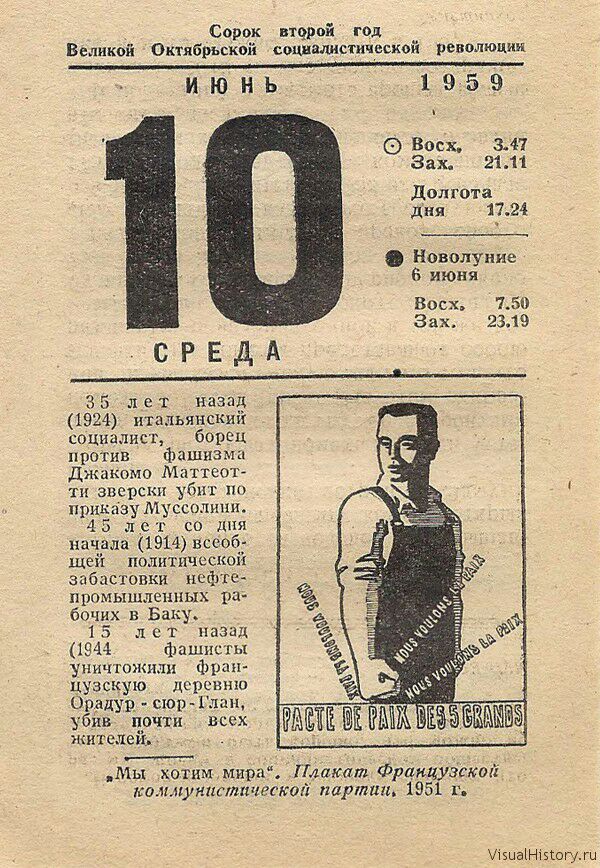 Сорок второй год
Великой Октябрьской социалистической революции
ИЮНЬ 1959
10
Восх. 3.47
Зах. 21.11
Долгота
дня 17.24
Новолуние
6 июня
Восх. 7.50
Зах. 23.19
СРЕДА
35 лет назад
(1924) итальянский
социалист, борец
против фашизма
Джакомо Маттеот-
ти зверски убит по
приказу Муссолини.
45 лет со дня
начала (1914) всеоб-
щей политической
забастовки нефте-
промышленных ра-
бочих в Баку.
15 лет назад
(1944 фашисты
уничтожили фран-
цузскую деревню
Орадур-сюр-Глан,
убив почти всех
жителей.
NOUS VOULONS LA PAIX
NOUS VOULONS LA PAIX
NOUS VOULONS LA PAIX
PACTE DE PAIX DES 5 GRANDS
„Мы хотим мира“. Плакат Французской
коммунистической партии, 1951 г.
VisualHistory.ru